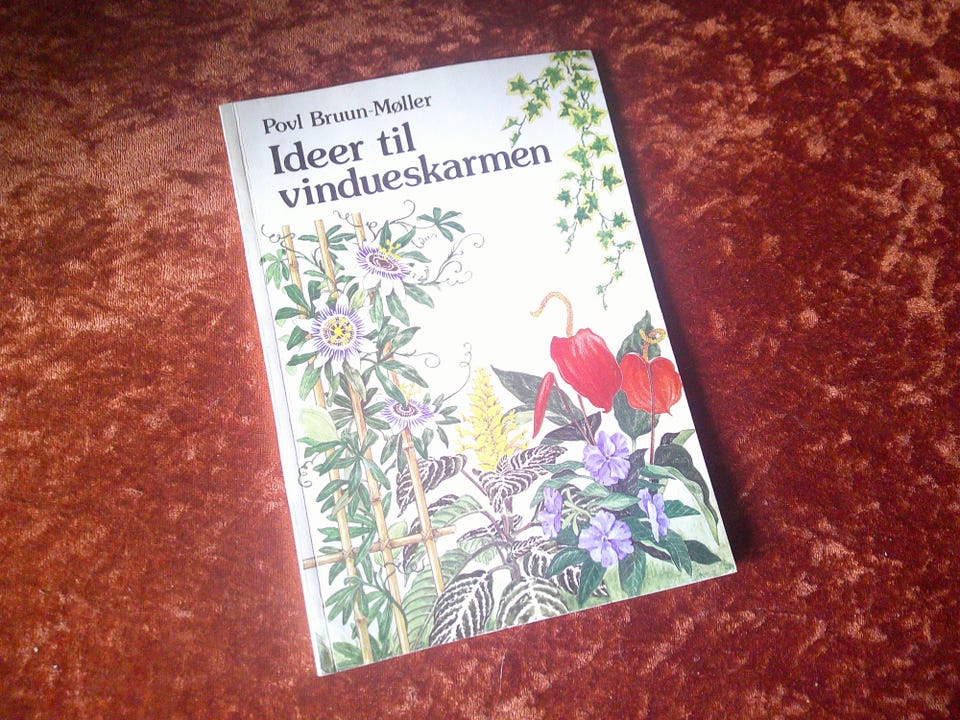 Povl Bruun-Møller
Ideer til
vindueskarmen